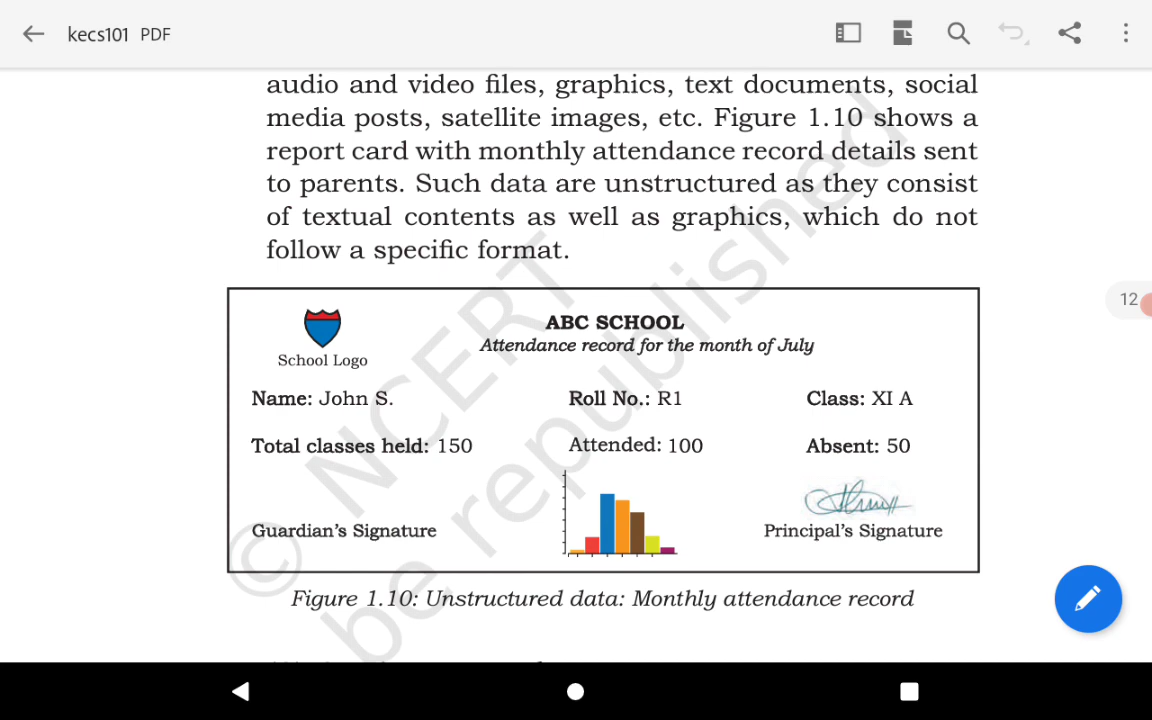 kecs101 PDF
audio and video files, graphics, text documents, social
media posts, satellite images, etc. Figure 1.10 shows a
report card with monthly attendance record details sent
to parents. Such data are unstructured as they consist
of textual contents as well as graphics, which do not
follow a specific format.
12
ABC SCHOOL
Attendance record for the month of July
School Logo
Name: John S. Roll No.: R1 Class: XI A
Total classes held: 150 Attended: 100 Absent: 50
Guardian's Signature Principal's Signature
Figure 1.10: Unstructured data: Monthly attendance record
© NCERT
be republished